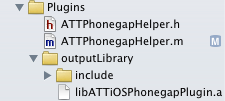 Plugins
h ATTPhonegapHelper.h
m ATTPhonegapHelper.m M
outputLibrary
include
libATTiOSPhonegapPlugin.a